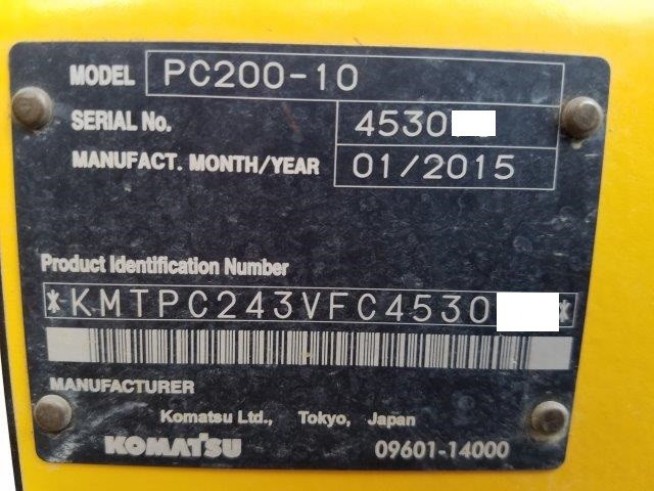 MODEL PC200-10
SERIAL No. 4530
MANUFACT. MONTH/YEAR 01/2015
Product Identification Number
*KMTPC243VFC4530 *
MANUFACTURER
Komatsu Ltd., Tokyo, Japan
KOMATSU 09601-14000